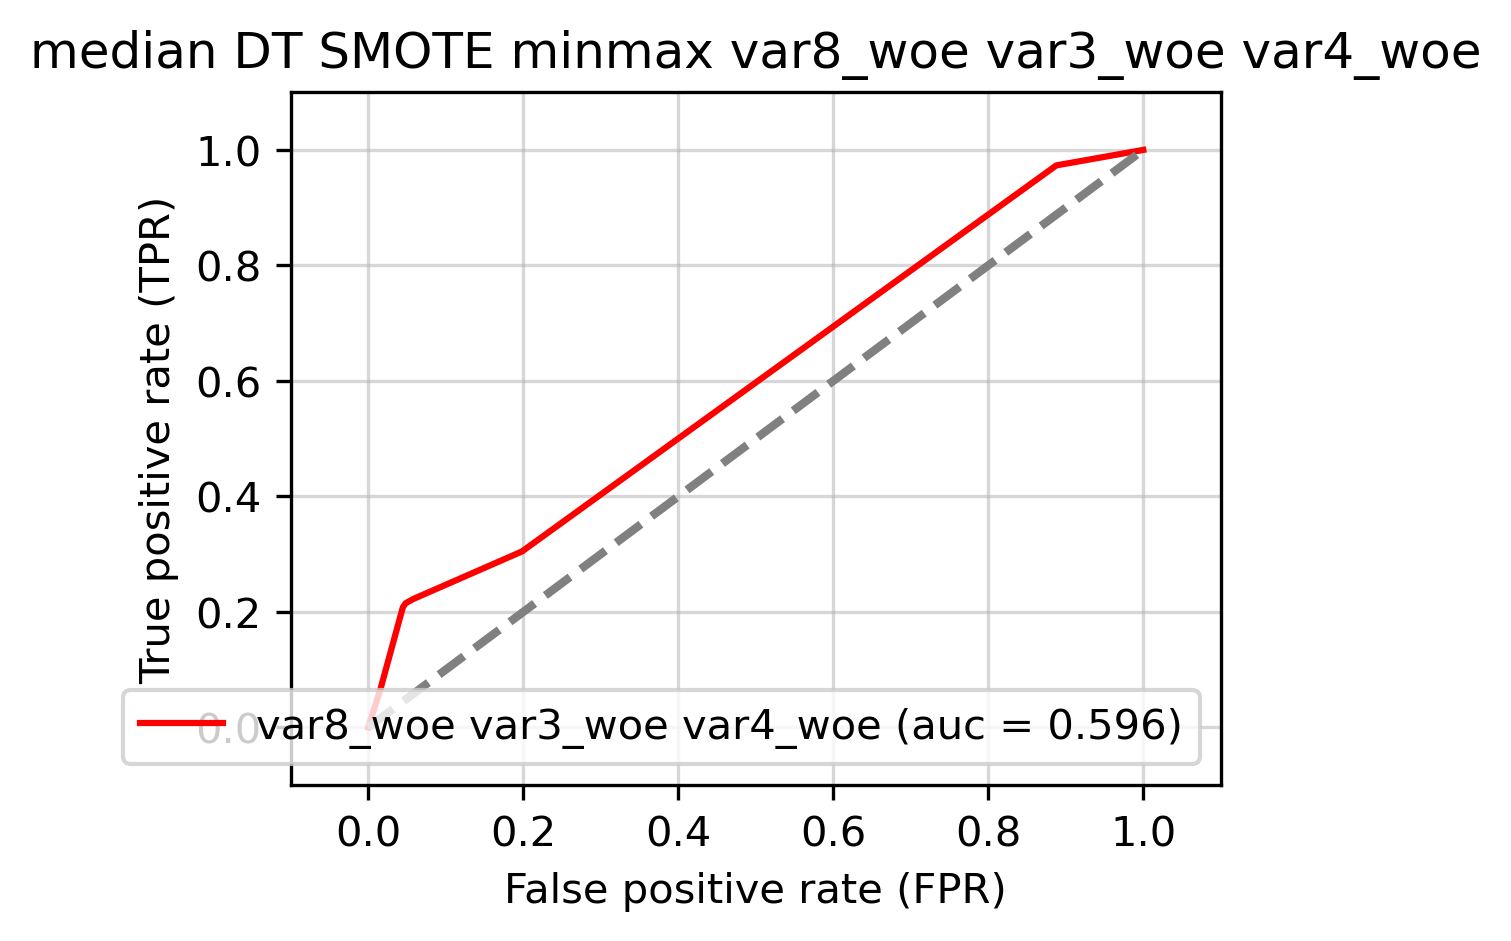 median DT SMOTE minmax var8_woe var3_woe var4_woe
True positive rate (TPR)
1.0
0.8
0.6
0.4
0.2
0.0
var8_woe var3_woe var4_woe (auc = 0.596)
0.0 0.2 0.4 0.6 0.8 1.0
False positive rate (FPR)